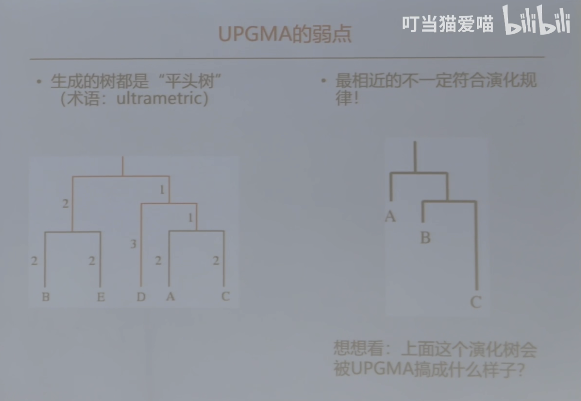 叮当猫爱喵 bilibili
UPGMA的弱点
• 生成的树都是“平头树”
（术语：ultrametric）
• 最相近的不一定符合演化规
律！
1
2
1
3
2
2
2
2
B
E
D
A
C
A
B
C
想想看：上面这个演化树会
被UPGMA搞成什么样子？